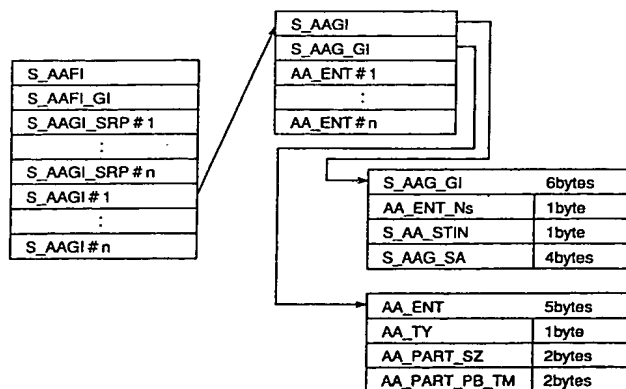 S_AAFI
S_AAFI_GI
S_AAGI_SRP # 1
:
S_AAGI_SRP # n
S_AAGI # 1
:
S_AAGI # n
S_AAGI
S_AAG_GI
AA_ENT # 1
:
AA_ENT # n
S_AAG_GI 6bytes
AA_ENT_Ns 1byte
S_AA_STIN 1byte
S_AAG_SA 4bytes
AA_ENT 5bytes
AA_TY 1byte
AA_PART_SZ 2bytes
AA_PART_PB_TM 2bytes